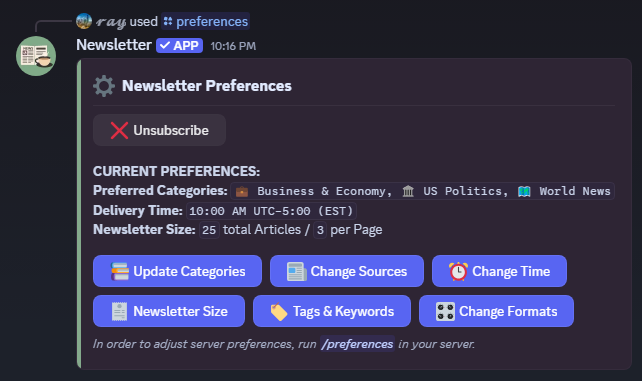 𝓻𝓪𝔂 used preferences
Newsletter ✓ APP 10:16 PM
Newsletter Preferences
Unsubscribe
CURRENT PREFERENCES:
Preferred Categories: Business & Economy, US Politics, World News
Delivery Time: 10:00 AM UTC-5:00 (EST)
Newsletter Size: 25 total Articles / 3 per Page
Update Categories Change Sources Change Time
Newsletter Size Tags & Keywords Change Formats
In order to adjust server preferences, run /preferences in your server.